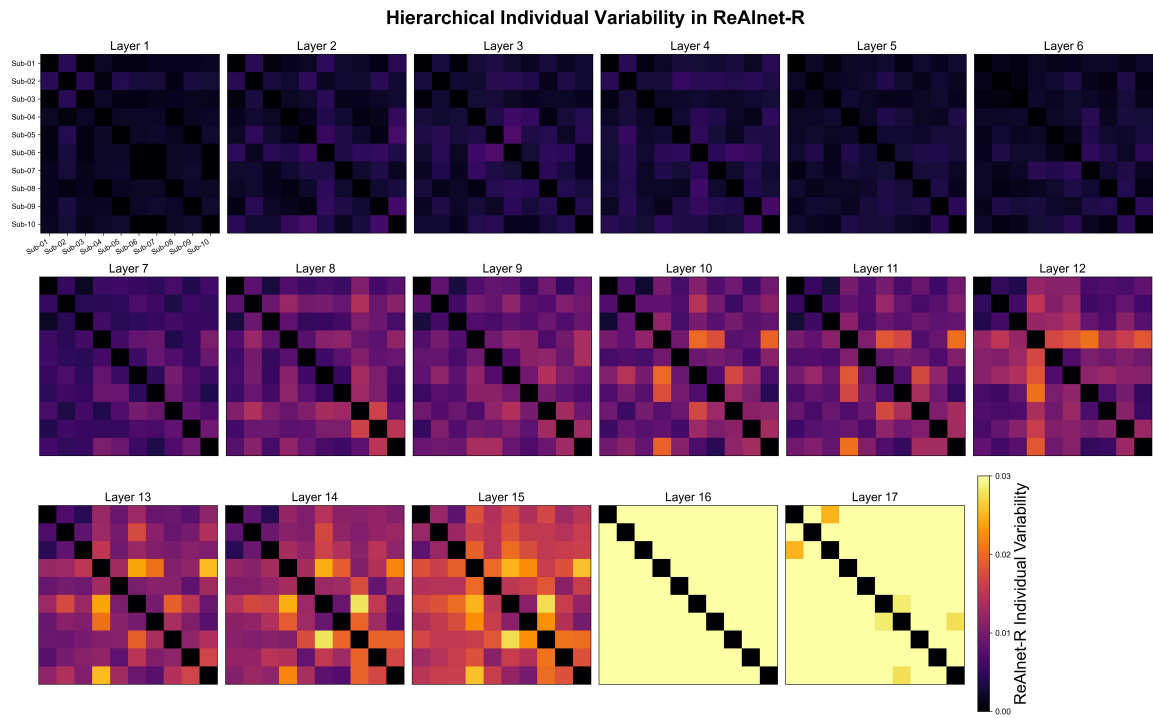 Hierarchical Individual Variability in ReAlnet-R
Layer 1
Layer 2
Layer 3
Layer 4
Layer 5
Layer 6
Sub-01
Sub-02
Sub-03
Sub-04
Sub-05
Sub-06
Sub-07
Sub-08
Sub-09
Sub-10
Sub-01 Sub-02 Sub-03 Sub-04 Sub-05 Sub-06 Sub-07 Sub-08 Sub-09 Sub-10
Layer 7
Layer 8
Layer 9
Layer 10
Layer 11
Layer 12
Layer 13
Layer 14
Layer 15
Layer 16
Layer 17
0.03
0.02
0.01
0.00
ReAlnet-R Individual Variability